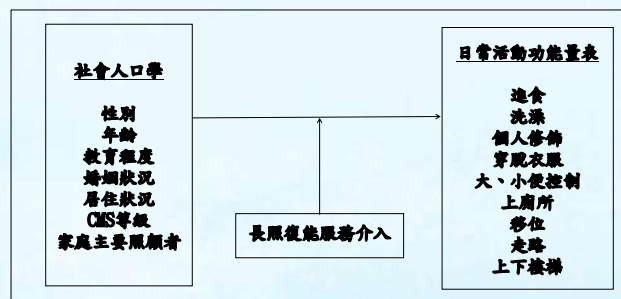 社會人口學
性別
年齡
教育程度
婚姻狀況
居住狀況
CMS等級
家庭主要照顧者
長照復能服務介入
日常活動功能量表
進食
洗澡
個人修飾
穿脫衣服
大、小便控制
上廁所
移位
走路
上下樓梯